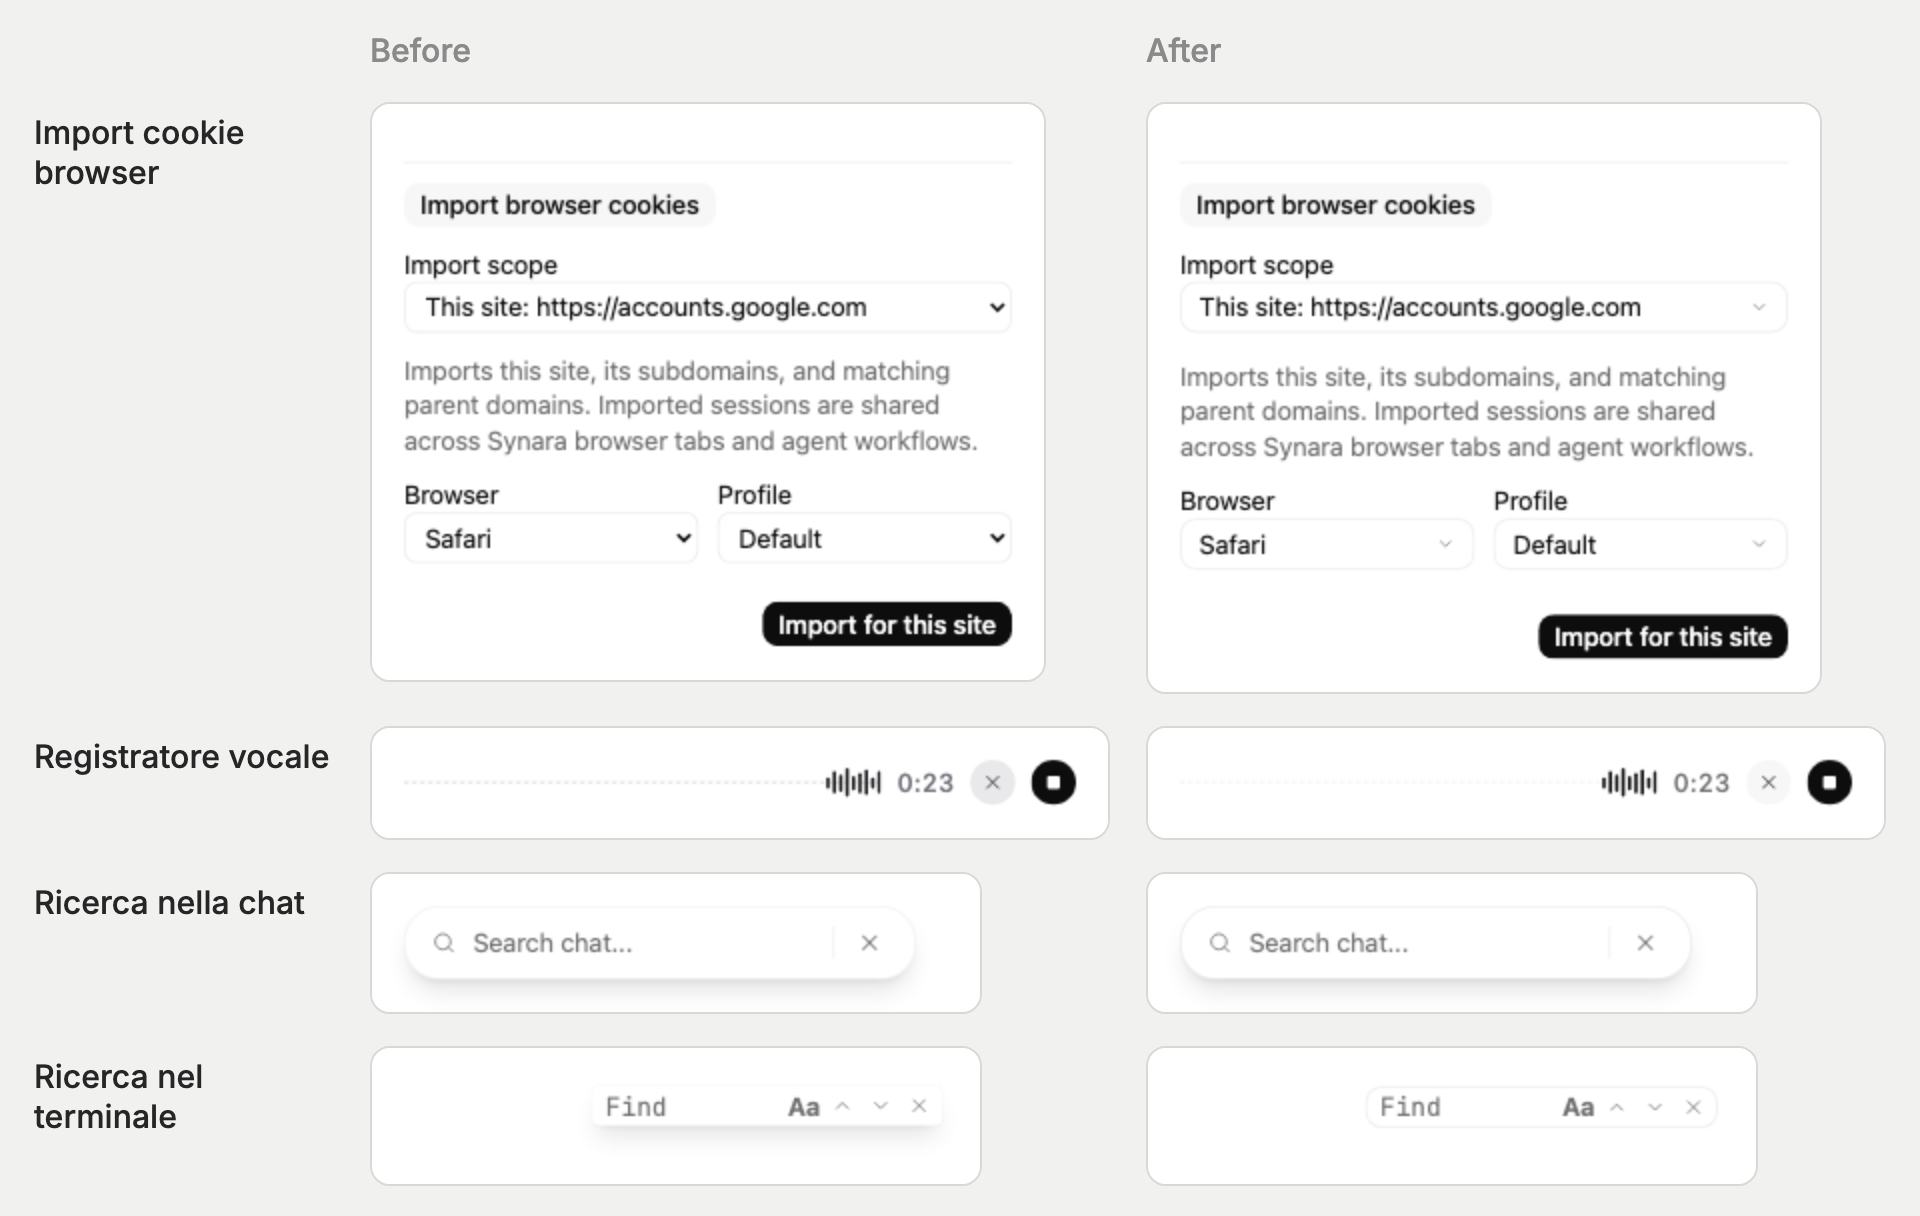 Before
After
Import cookie
browser
Import browser cookies
Import scope
This site: https://accounts.google.com
Imports this site, its subdomains, and matching
parent domains. Imported sessions are shared
across Synara browser tabs and agent workflows.
Browser
Profile
Safari
Default
Import for this site
Import browser cookies
Import scope
This site: https://accounts.google.com
Imports this site, its subdomains, and matching
parent domains. Imported sessions are shared
across Synara browser tabs and agent workflows.
Browser
Profile
Safari
Default
Import for this site
Registratore vocale
0:23
0:23
Ricerca nella chat
Search chat...
Search chat...
Ricerca nel
terminale
Find
Aa
Find
Aa